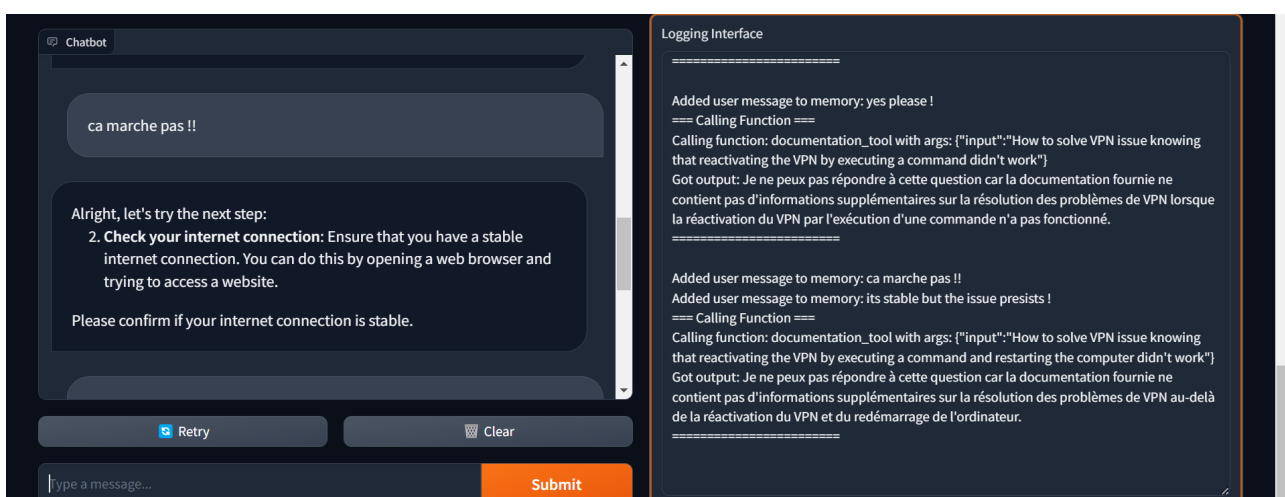 Chatbot
ca marche pas !!
Alright, let's try the next step:
2. Check your internet connection: Ensure that you have a stable
internet connection. You can do this by opening a web browser and
trying to access a website.
Please confirm if your internet connection is stable.
Retry
Clear
Type a message...
Submit
Logging Interface
========================
Added user message to memory: yes please !
=== Calling Function ===
Calling function: documentation_tool with args: {"input":"How to solve VPN issue knowing
that reactivating the VPN by executing a command didn't work"}
Got output: Je ne peux pas répondre à cette question car la documentation fournie ne
contient pas d'informations supplémentaires sur la résolution des problèmes de VPN lorsque
la réactivation du VPN par l'exécution d'une commande n'a pas fonctionné.
========================
Added user message to memory: ca marche pas !!
Added user message to memory: its stable but the issue presists !
=== Calling Function ===
Calling function: documentation_tool with args: {"input":"How to solve VPN issue knowing
that reactivating the VPN by executing a command and restarting the computer didn't work"}
Got output: Je ne peux pas répondre à cette question car la documentation fournie ne
contient pas d'informations supplémentaires sur la résolution des problèmes de VPN au-delà
de la réactivation du VPN et du redémarrage de l'ordinateur.
========================